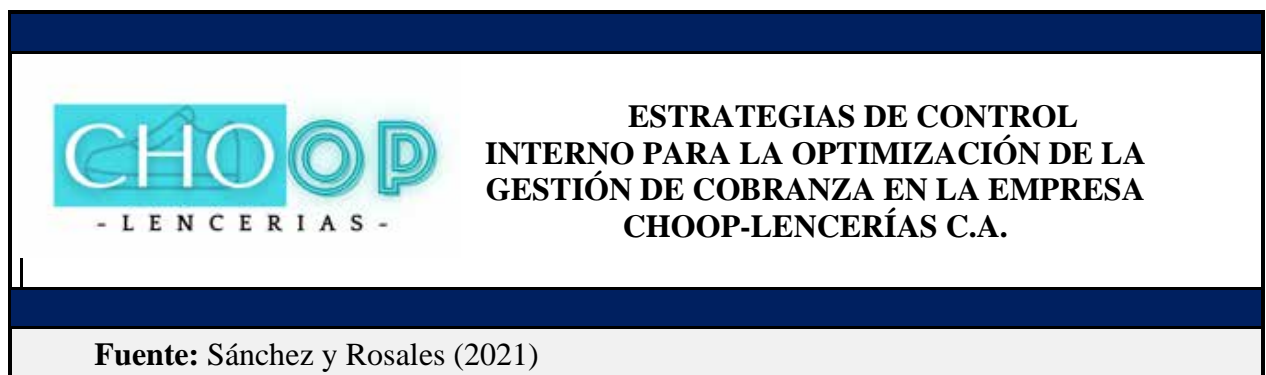 CHOOP
- LENCERIAS -
ESTRATEGIAS DE CONTROL
INTERNO PARA LA OPTIMIZACIÓN DE LA
GESTIÓN DE COBRANZA EN LA EMPRESA
CHOOP-LENCERÍAS C.A.
Fuente: Sánchez y Rosales (2021)